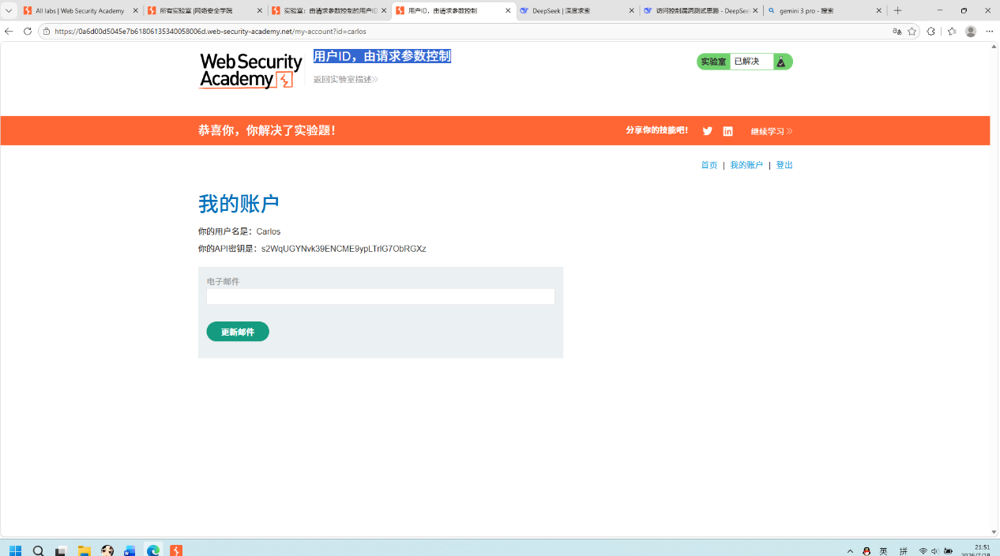 All labs | Web Security Academy
所有实验室 |网络安全学院
实验室：由请求参数控制的用户ID
用户ID，由请求参数控制
DeepSeek | 深度求索
访问控制漏洞测试思路 - DeepSee
gemini 3 pro - 搜索
https://0a6d00d5045e7b61806135340058006d.web-security-academy.net/my-account?id=carlos
Web Security
Academy
用户ID，由请求参数控制
返回实验室描述
实验室
已解决
恭喜你，你解决了实验题！
分享你的技能吧！
继续学习
首页 | 我的账户 | 登出
我的账户
你的用户名是：Carlos
你的API密钥是：s2WqUGYNvk39ENCME9ypLTrlG7ObRGXz
电子邮件
更新邮件
英
拼
21:51
2026/7/18